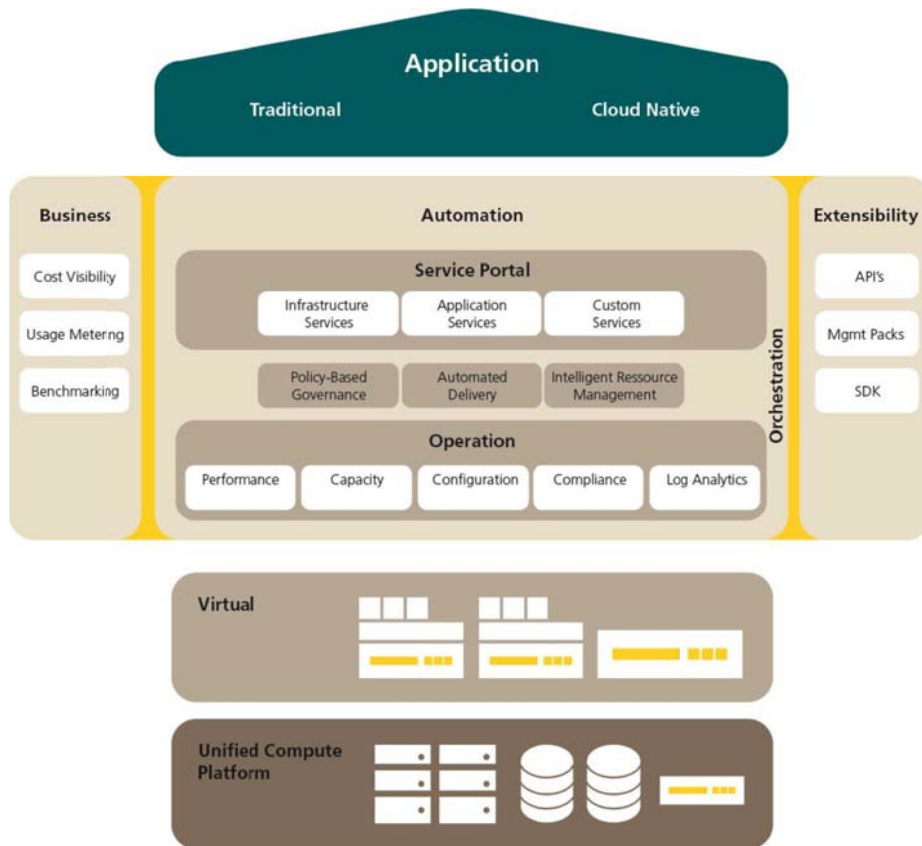 Application
Traditional
Cloud Native
Business
Cost Visibility
Usage Metering
Benchmarking
Automation
Service Portal
Infrastructure
Services
Application
Services
Custom
Services
Policy-Based
Governance
Automated
Delivery
Intelligent Ressource
Management
Operation
Performance
Capacity
Configuration
Compliance
Log Analytics
Orchestration
Extensibility
API's
Mgmt Packs
SDK
Virtual
Unified Compute
Platform